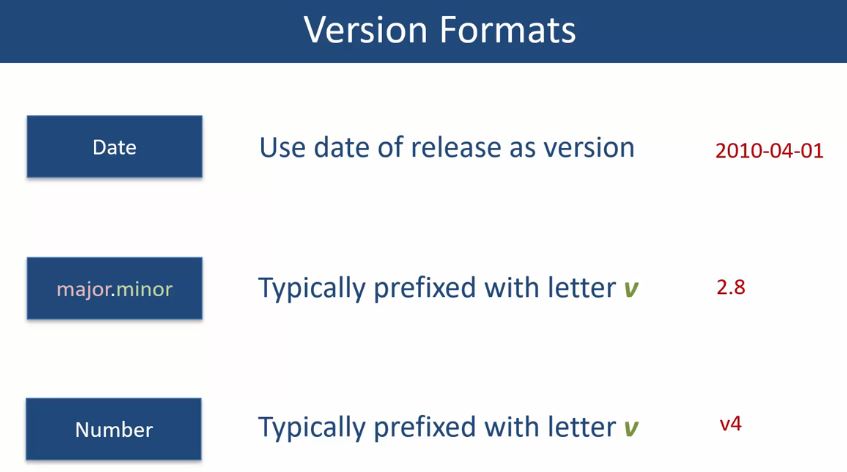 Version Formats
Date Use date of release as version 2010-04-01
major.minor Typically prefixed with letter v 2.8
Number Typically prefixed with letter v v4